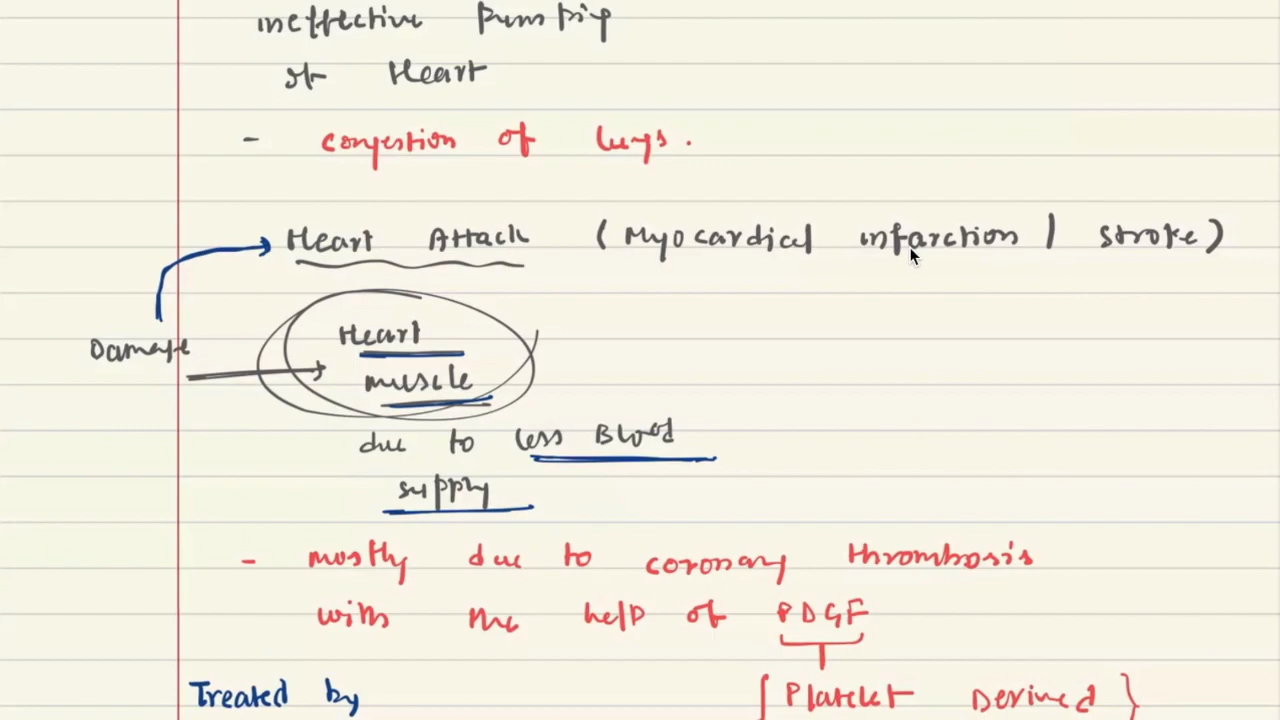 ineffective Pumping
of Heart
- congestion of lungs.
Heart Attack (Myocardial infarction / stroke)
Damage
Heart
muscle
due to less Blood
supply
- mostly due to coronary thrombosis
with the help of PDGF
Treated by { Platelet Derived }